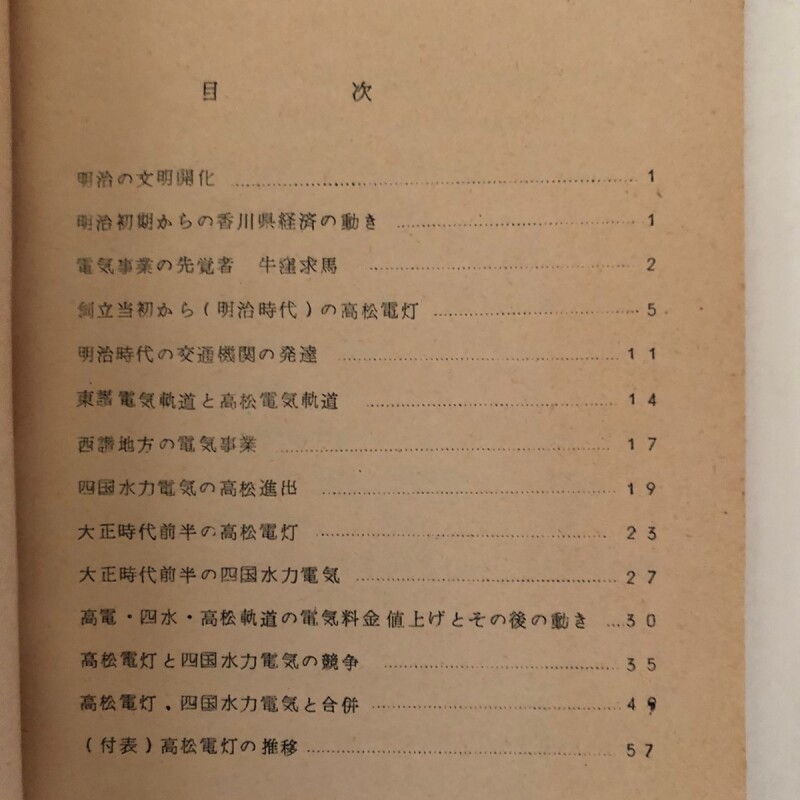 目次
明治の文明開化 1
明治初期からの香川県経済の動き 1
電気事業の先覚者 牛窪求馬 2
創立当初から(明治時代)の高松電灯 5
明治時代の交通機関の発達 11
東讃電気軌道と高松電気軌道 14
西讃地方の電気事業 17
四国水力電気の高松進出 19
大正時代前半の高松電灯 23
大正時代前半の四国水力電気 27
高電・四水・高松軌道の電気料金値上げとその後の動き 30
高松電灯と四国水力電気の競争 35
高松電灯、四国水力電気と合併 49
(付表)高松電灯の推移 57